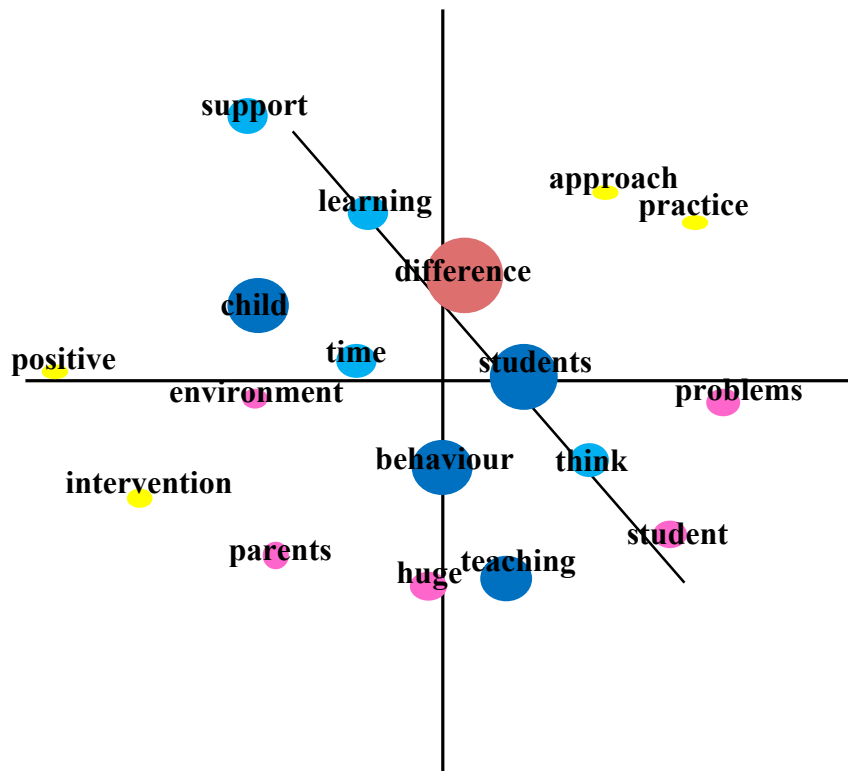 support
approach
learning
practice
difference
child
positive
time
students
environment
problems
behaviour
think
intervention
student
parents
huge
teaching